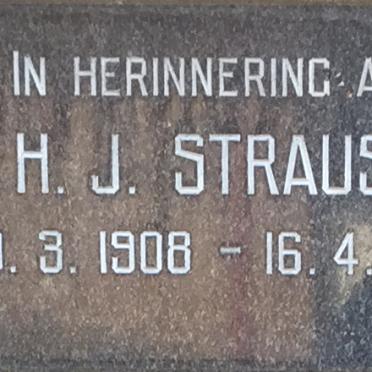 IN HERINNERING A
H. J. STRAUS
. 3. 1908 - 16. 4.